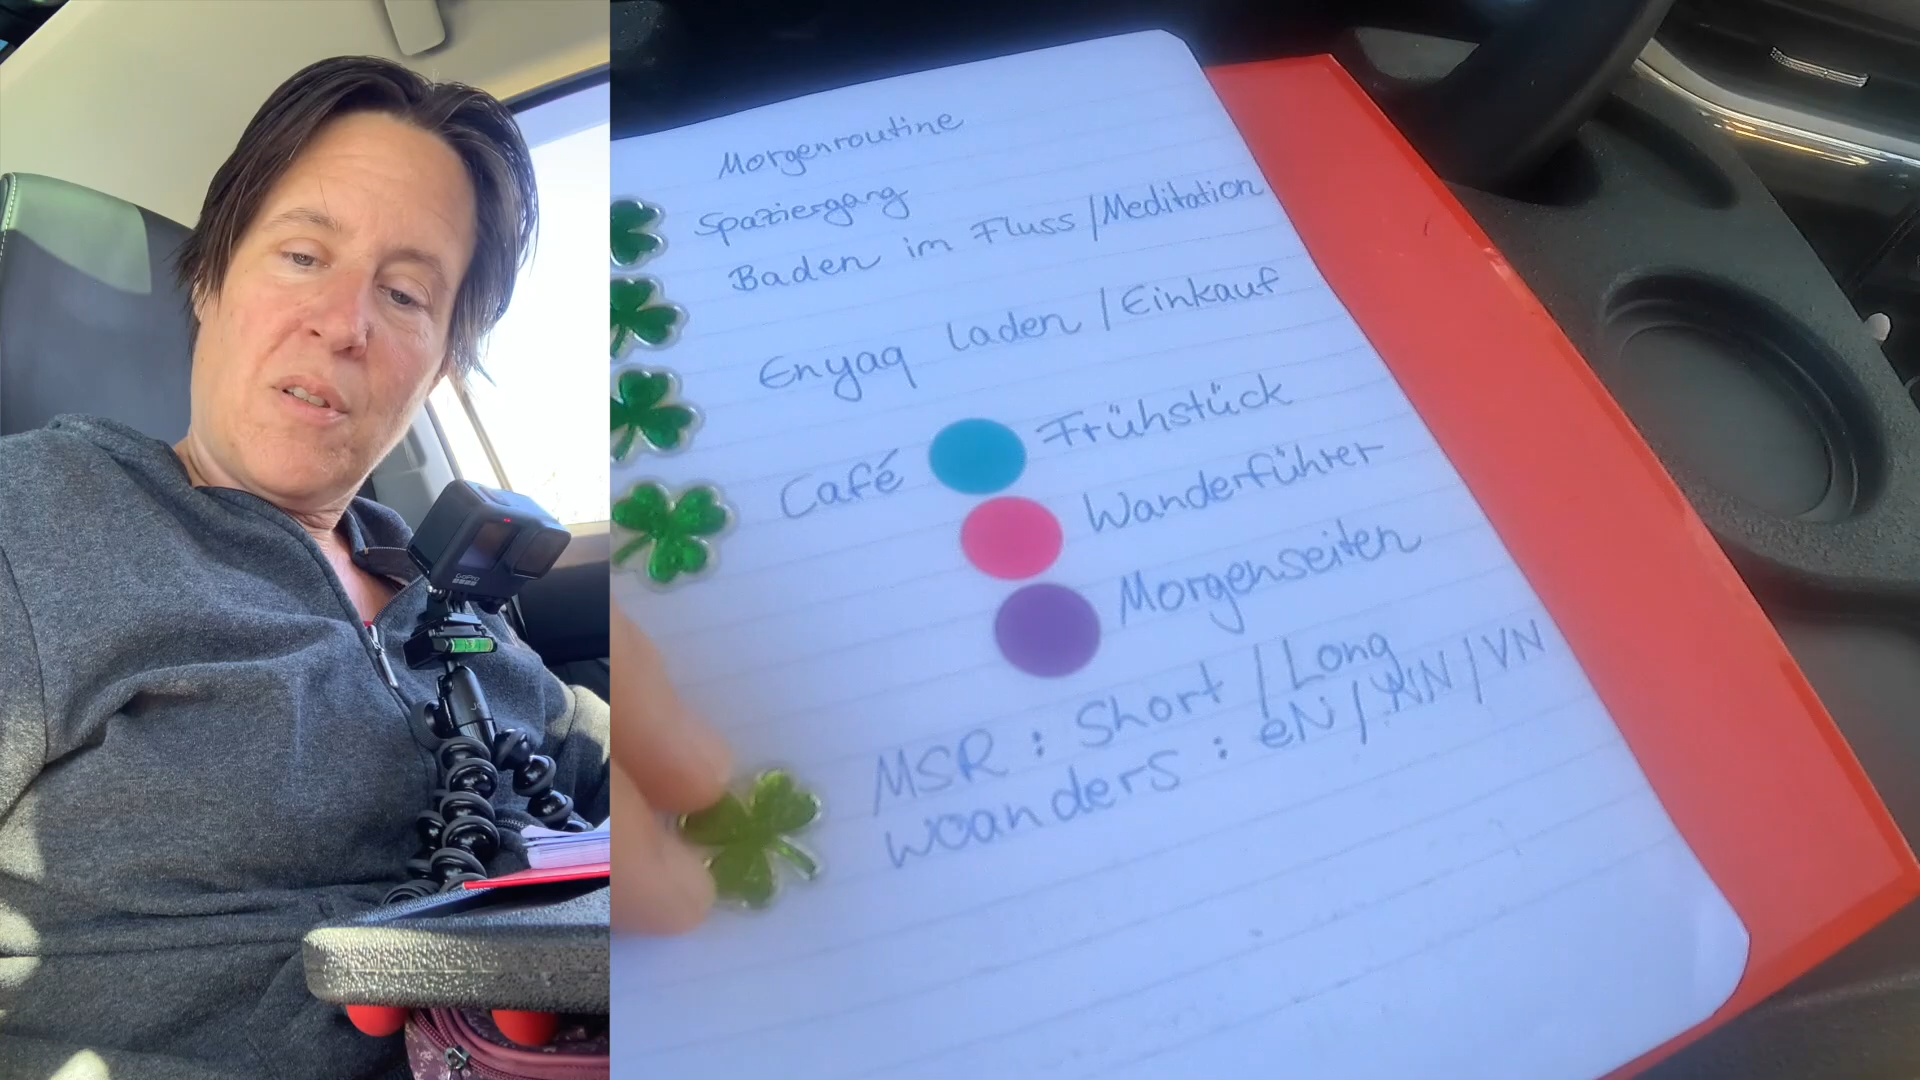 Morgenroutine
Spaziergang
Baden im Fluss / Meditation
Enyaq laden / Einkauf
Café Frühstück
Wanderführer
Morgenseiten
MSR : Short / Long
woanders : eN / / VN
GoPro